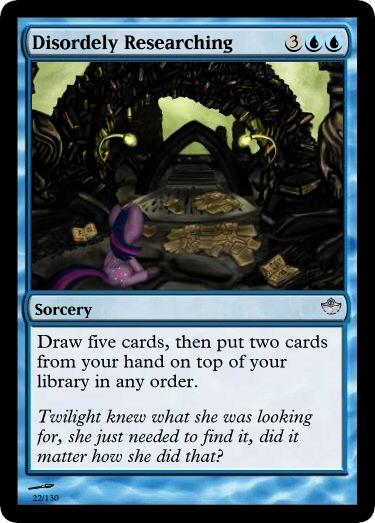 Disordely Researching 3
Sorcery
Draw five cards, then put two cards
from your hand on top of your
library in any order.
Twilight knew what she was looking
for, she just needed to find it, did it
matter how she did that?
22/130